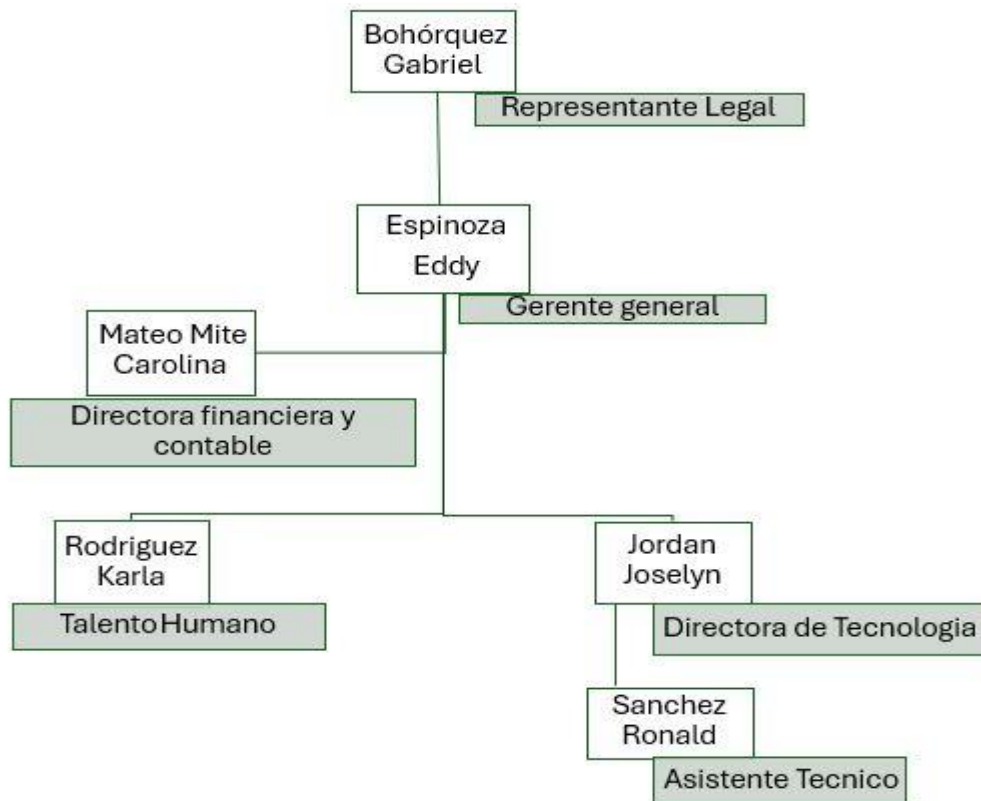 Bohórquez
Gabriel
Representante Legal
Espinoza
Eddy
Gerente general
Mateo Mite
Carolina
Directora financiera y
contable
Rodriguez
Karla
Talento Humano
Jordan
Joselyn
Directora de Tecnologia
Sanchez
Ronald
Asistente Tecnico